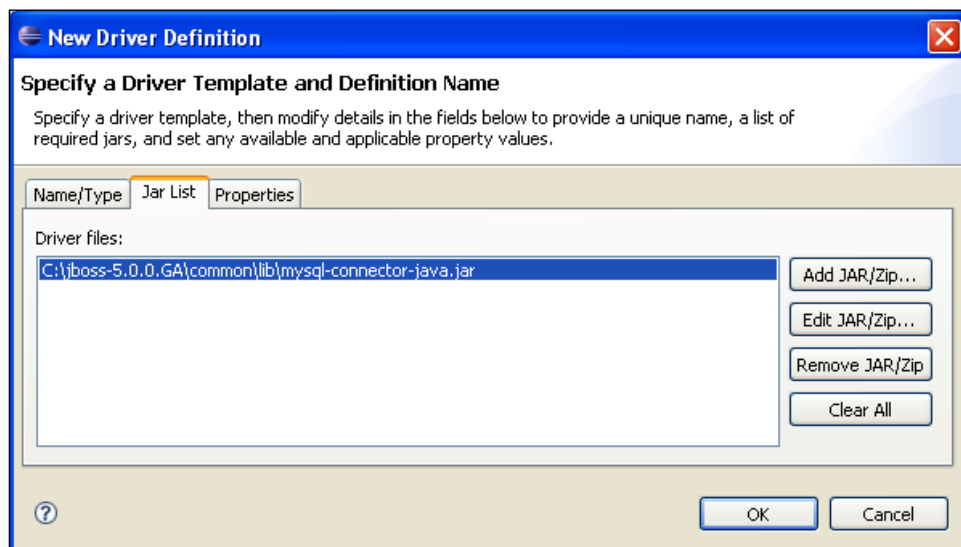 New Driver Definition
Specify a Driver Template and Definition Name
Specify a driver template, then modify details in the fields below to provide a unique name, a list of
required jars, and set any available and applicable property values.
Name/Type Jar List Properties
Driver files:
C:\jboss-5.0.0.GA\common\lib\mysql-connector-java.jar
Add JAR/Zip...
Edit JAR/Zip...
Remove JAR/Zip
Clear All
?
OK Cancel